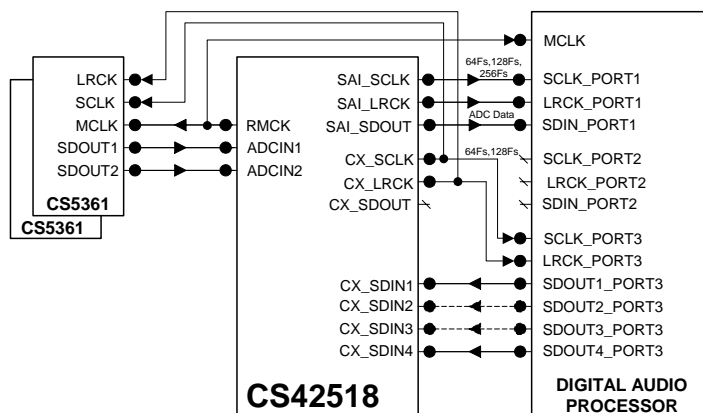 LRCK
SCLK
MCLK
SDOUT1
SDOUT2
CS5361
CS5361
RMCK
ADCIN1
ADCIN2
SAI_SCLK
SAI_LRCK
SAI_SDOUT
CX_SCLK
CX_LRCK
CX_SDOUT
CX_SDIN1
CX_SDIN2
CX_SDIN3
CX_SDIN4
CS42518
64Fs,128Fs,
256Fs
ADC Data
64Fs,128Fs
MCLK
SCLK_PORT1
LRCK_PORT1
SDIN_PORT1
SCLK_PORT2
LRCK_PORT2
SDIN_PORT2
SCLK_PORT3
LRCK_PORT3
SDOUT1_PORT3
SDOUT2_PORT3
SDOUT3_PORT3
SDOUT4_PORT3
DIGITAL AUDIO
PROCESSOR